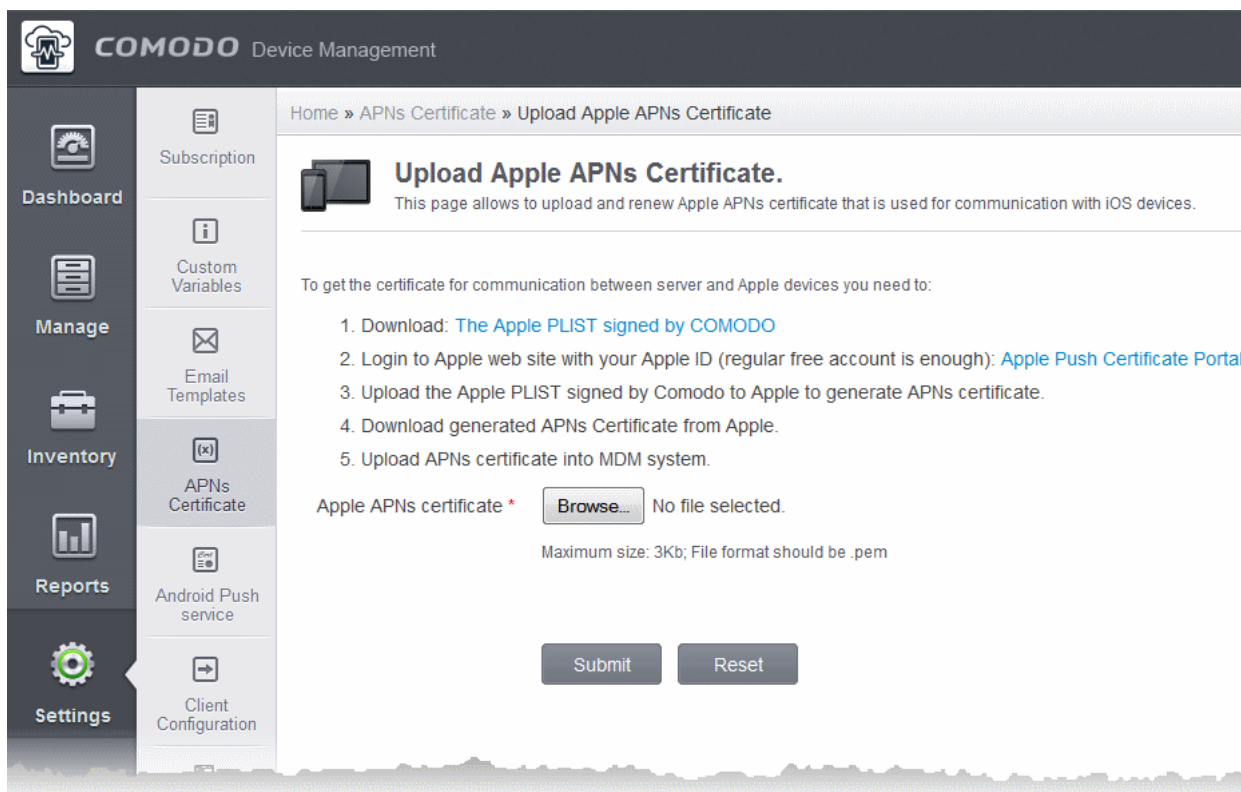 COMODO Device Management
Dashboard
Manage
Inventory
Reports
Settings
Subscription
Custom
Variables
Email
Templates
(x)
APNs
Certificate
Cert
Android Push
service
Client
Configuration
Home » APNs Certificate » Upload Apple APNs Certificate
Upload Apple APNs Certificate.
This page allows to upload and renew Apple APNs certificate that is used for communication with iOS devices.
To get the certificate for communication between server and Apple devices you need to:
1. Download: The Apple PLIST signed by COMODO
2. Login to Apple web site with your Apple ID (regular free account is enough): Apple Push Certificate Portal
3. Upload the Apple PLIST signed by Comodo to Apple to generate APNs certificate.
4. Download generated APNs Certificate from Apple.
5. Upload APNs certificate into MDM system.
Apple APNs certificate * Browse... No file selected.
Maximum size: 3Kb; File format should be .pem
Submit Reset